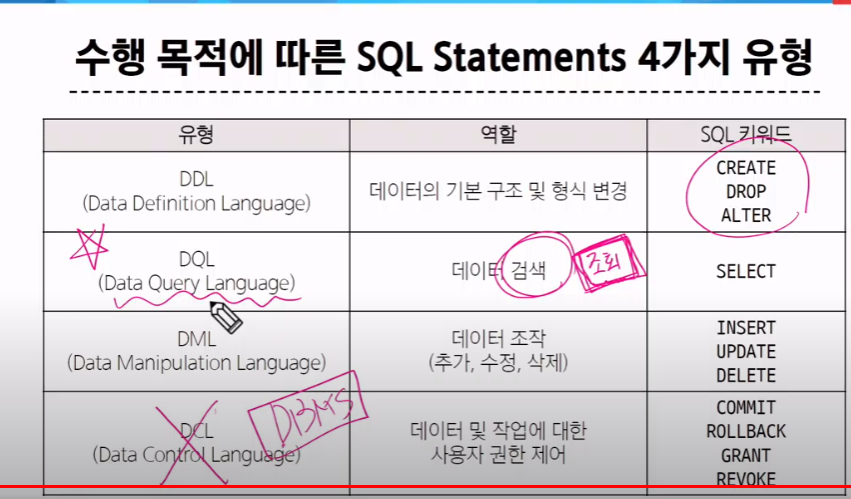 수행 목적에 따른 SQL Statements 4가지 유형
유형 역할 SQL 키워드
DDL
(Data Definition Language)
데이터의 기본 구조 및 형식 변경
CREATE
DROP
ALTER
DQL
(Data Query Language)
데이터 검색
조회
SELECT
DML
(Data Manipulation Language)
데이터 조작
(추가, 수정, 삭제)
INSERT
UPDATE
DELETE
DCL
(Data Control Language)
DBMS
데이터 및 작업에 대한
사용자 권한 제어
COMMIT
ROLLBACK
GRANT
REVOKE